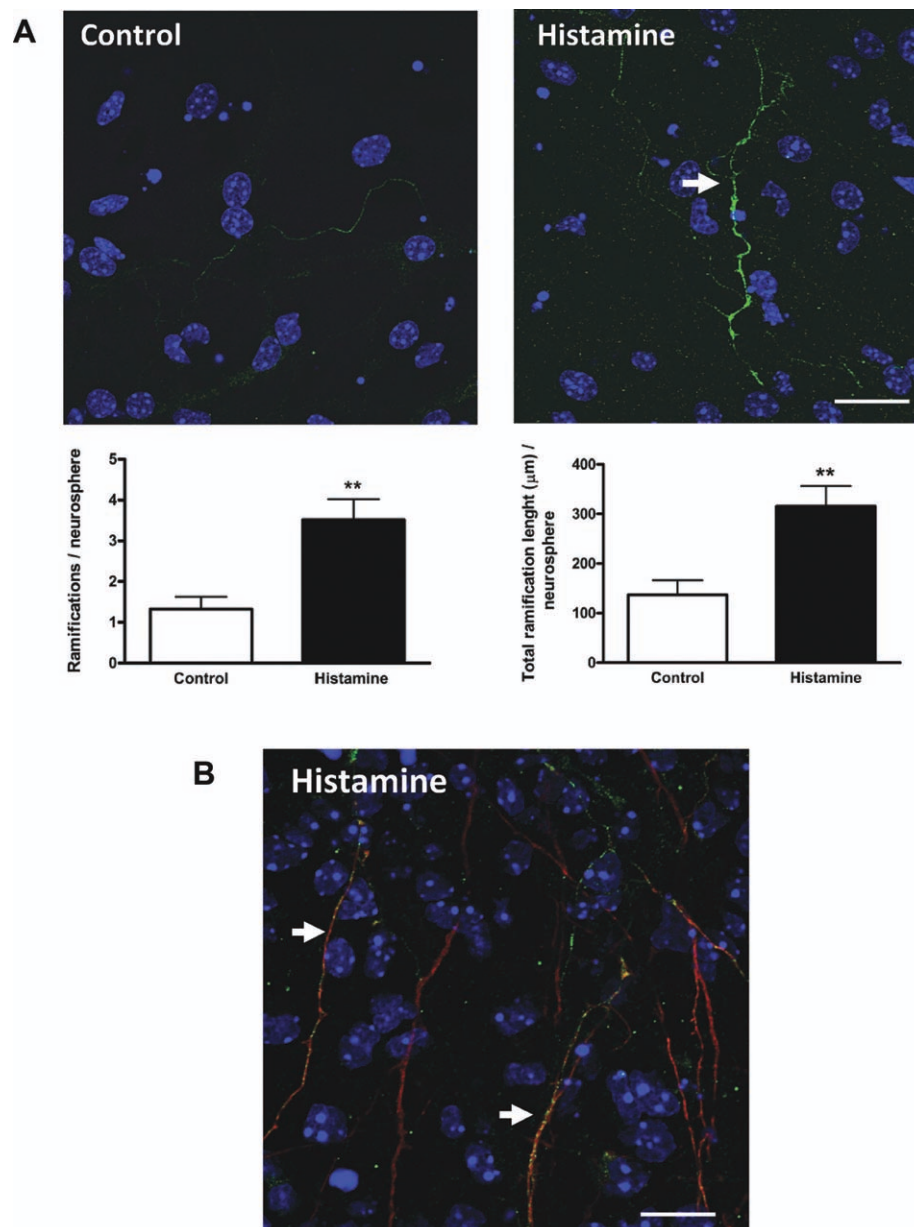 A
Control
Histamine
Ramifications / neurosphere
5
4
3
2
1
0
**
Control
Histamine
Total ramification lenght (μm) /
neurosphere
400
300
200
100
0
**
Control
Histamine
B
Histamine